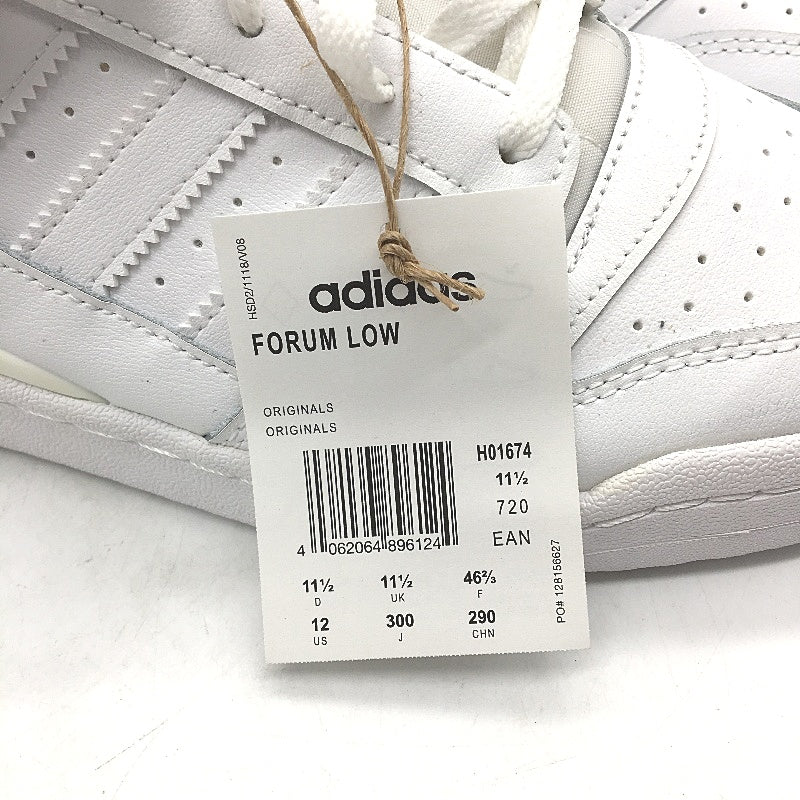 HSD2/1118/V08
adidas
FORUM LOW
ORIGINALS
ORIGINALS
H01674
11½
720
EAN
4 062064 896124
11½ 11½ 46⅔
D UK F
12 300 290
US J CHN
PO# 128156627